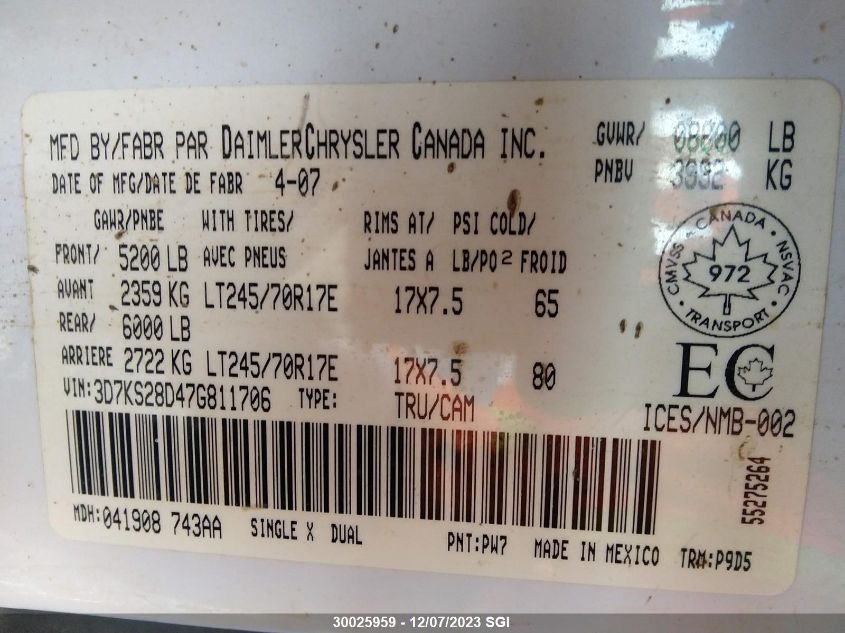 MFD BY/FABR PAR DAIMLERCHRYSLER CANADA INC.
DATE OF MFG/DATE DE FABR 4-07
GVWR/ LB
PNBV KG
GAWR/PNBE WITH TIRES/ RIMS AT/ PSI COLD/
FRONT/ 5200 LB AVEC PNEUS JANTES A LB/PO² FROID
AVANT 2359 KG LT245/70R17E 17X7.5 65
REAR/ 6000 LB
ARRIERE 2722 KG LT245/70R17E 17X7.5 80
VIN:3D7KS28D47G811706 TYPE: TRU/CAM
CMVSS CANADA NSVAC
972
TRANSPORT
EC
ICES/NMB-002
55275264
MDH:041908 743AA SINGLE X DUAL PNT:PW7 MADE IN MEXICO TRM:P9D5
30025959 - 12/07/2023 SGI